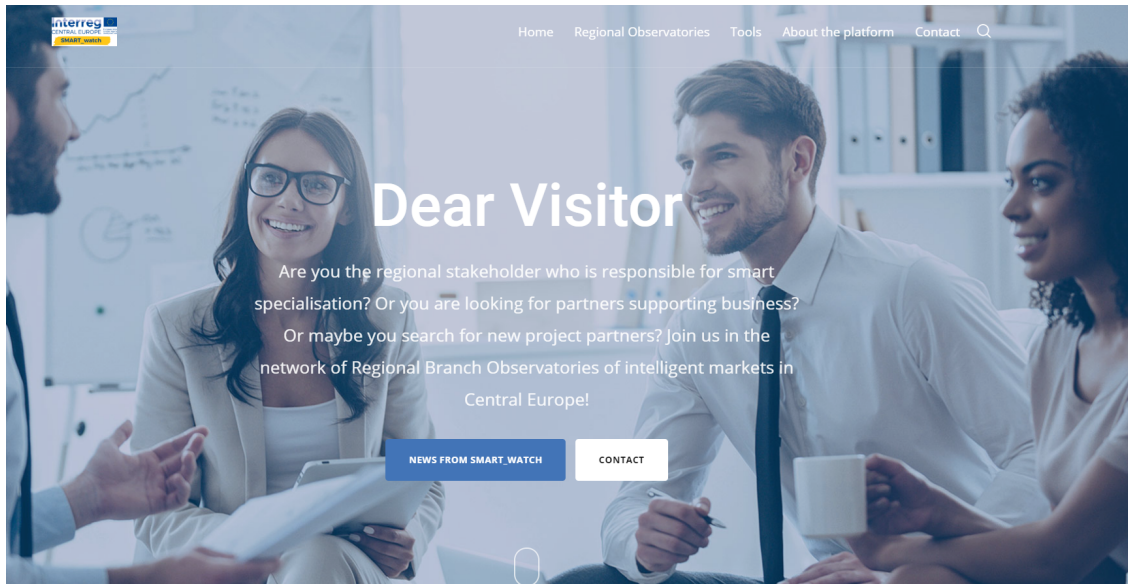 Interreg
CENTRAL EUROPE
SMART_watch
Home Regional Observatories Tools About the platform Contact
Dear Visitor
Are you the regional stakeholder who is responsible for smart
specialisation? Or you are looking for partners supporting business?
Or maybe you search for new project partners? Join us in the
network of Regional Branch Observatories of intelligent markets in
Central Europe!
NEWS FROM SMART_WATCH CONTACT